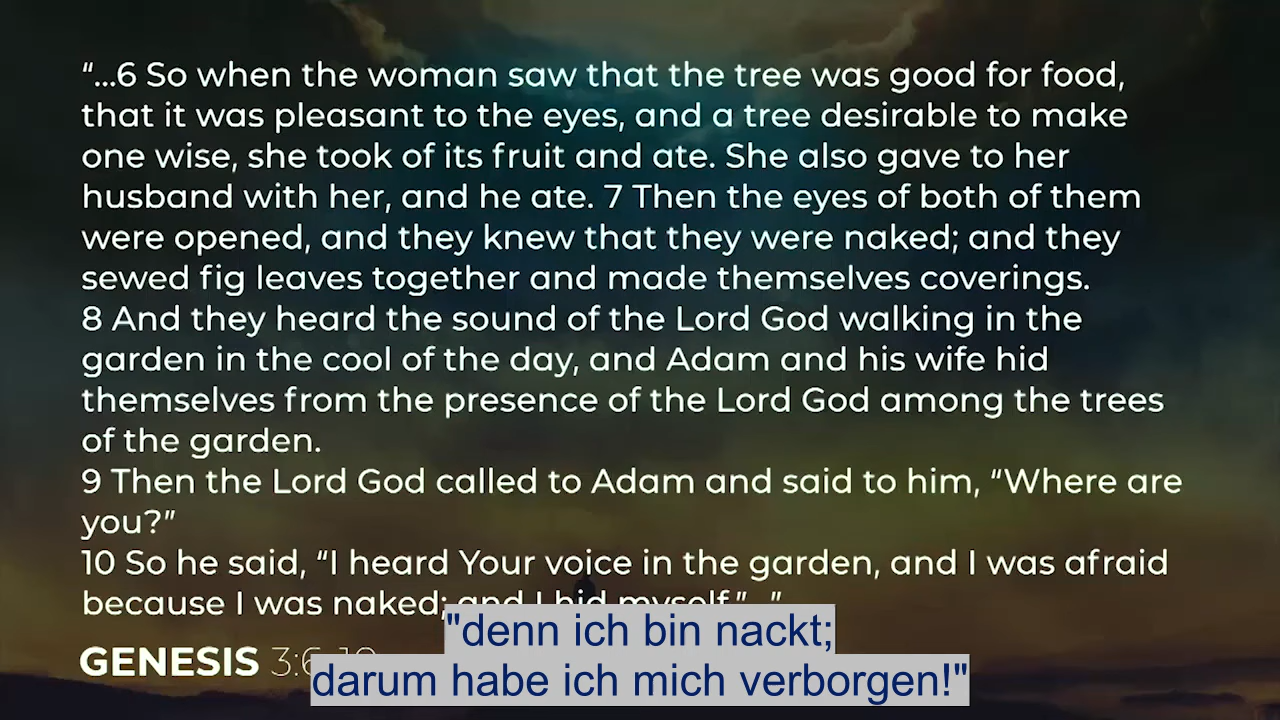 “...6 So when the woman saw that the tree was good for food,
that it was pleasant to the eyes, and a tree desirable to make
one wise, she took of its fruit and ate. She also gave to her
husband with her, and he ate. 7 Then the eyes of both of them
were opened, and they knew that they were naked; and they
sewed fig leaves together and made themselves coverings.
8 And they heard the sound of the Lord God walking in the
garden in the cool of the day, and Adam and his wife hid
themselves from the presence of the Lord God among the trees
of the garden.
9 Then the Lord God called to Adam and said to him, “Where are
you?”
10 So he said, “I heard Your voice in the garden, and I was afraid
because I was naked; and I hid myself.”...”
GENESIS 3:6-10
"denn ich bin nackt;
darum habe ich mich verborgen!"